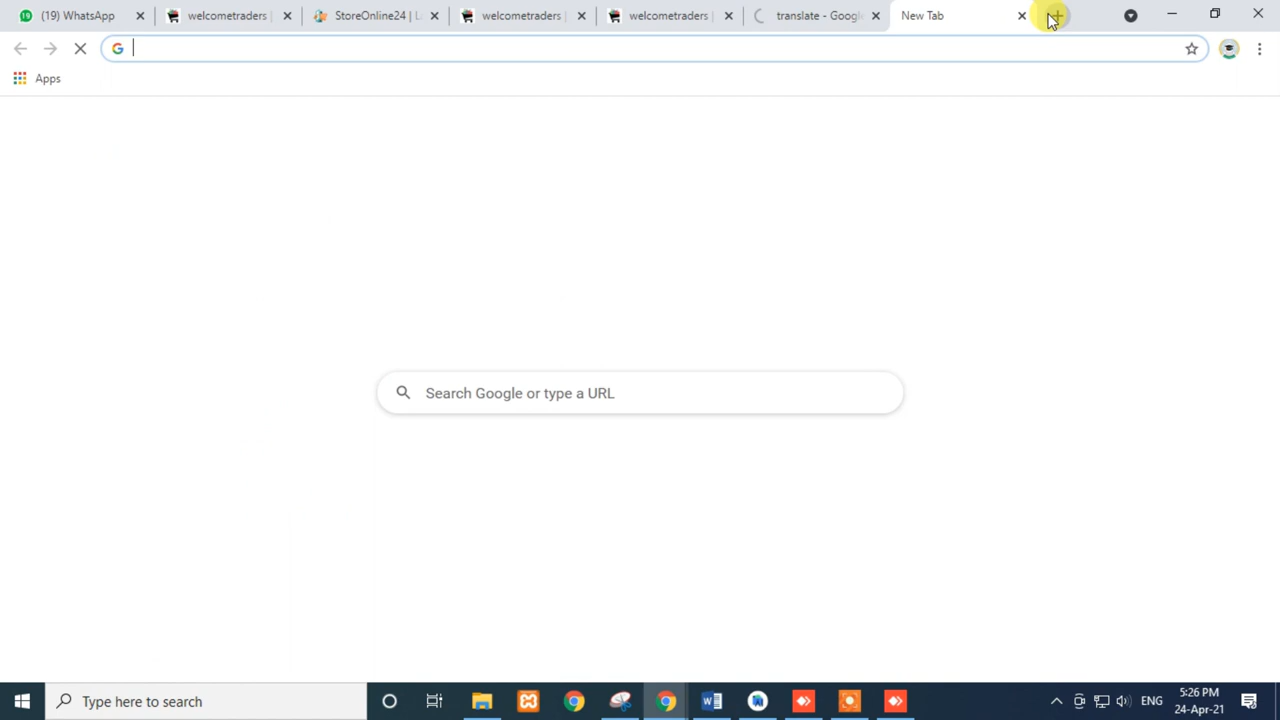 (19) WhatsApp
welcometraders |
StoreOnline24 | L
welcometraders |
welcometraders |
translate - Google
New Tab
Apps
Search Google or type a URL
Type here to search
ENG
5:26 PM
24-Apr-21